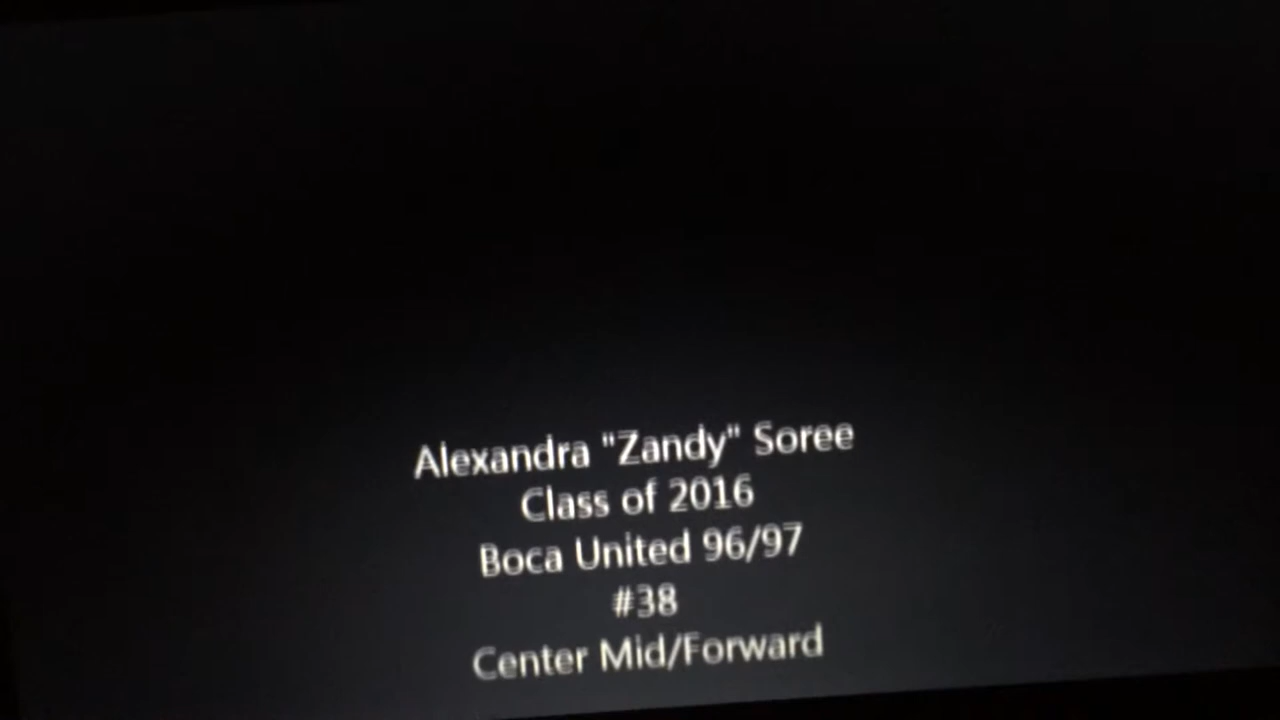 Alexandra "Zandy" Soree
Class of 2016
Boca United 96/97
#38
Center Mid/Forward